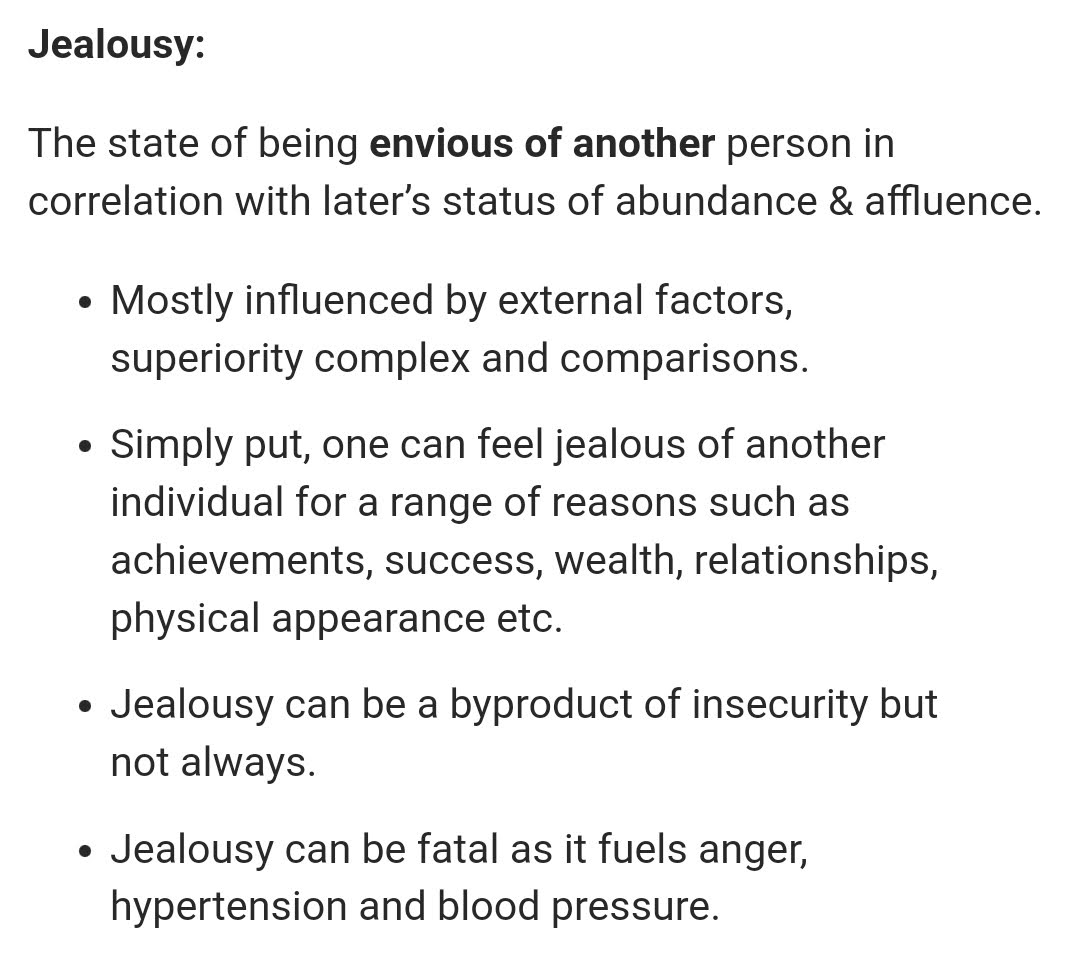 Jealousy:
The state of being envious of another person in
correlation with later’s status of abundance & affluence.
• Mostly influenced by external factors,
superiority complex and comparisons.
• Simply put, one can feel jealous of another
individual for a range of reasons such as
achievements, success, wealth, relationships,
physical appearance etc.
• Jealousy can be a byproduct of insecurity but
not always.
• Jealousy can be fatal as it fuels anger,
hypertension and blood pressure.